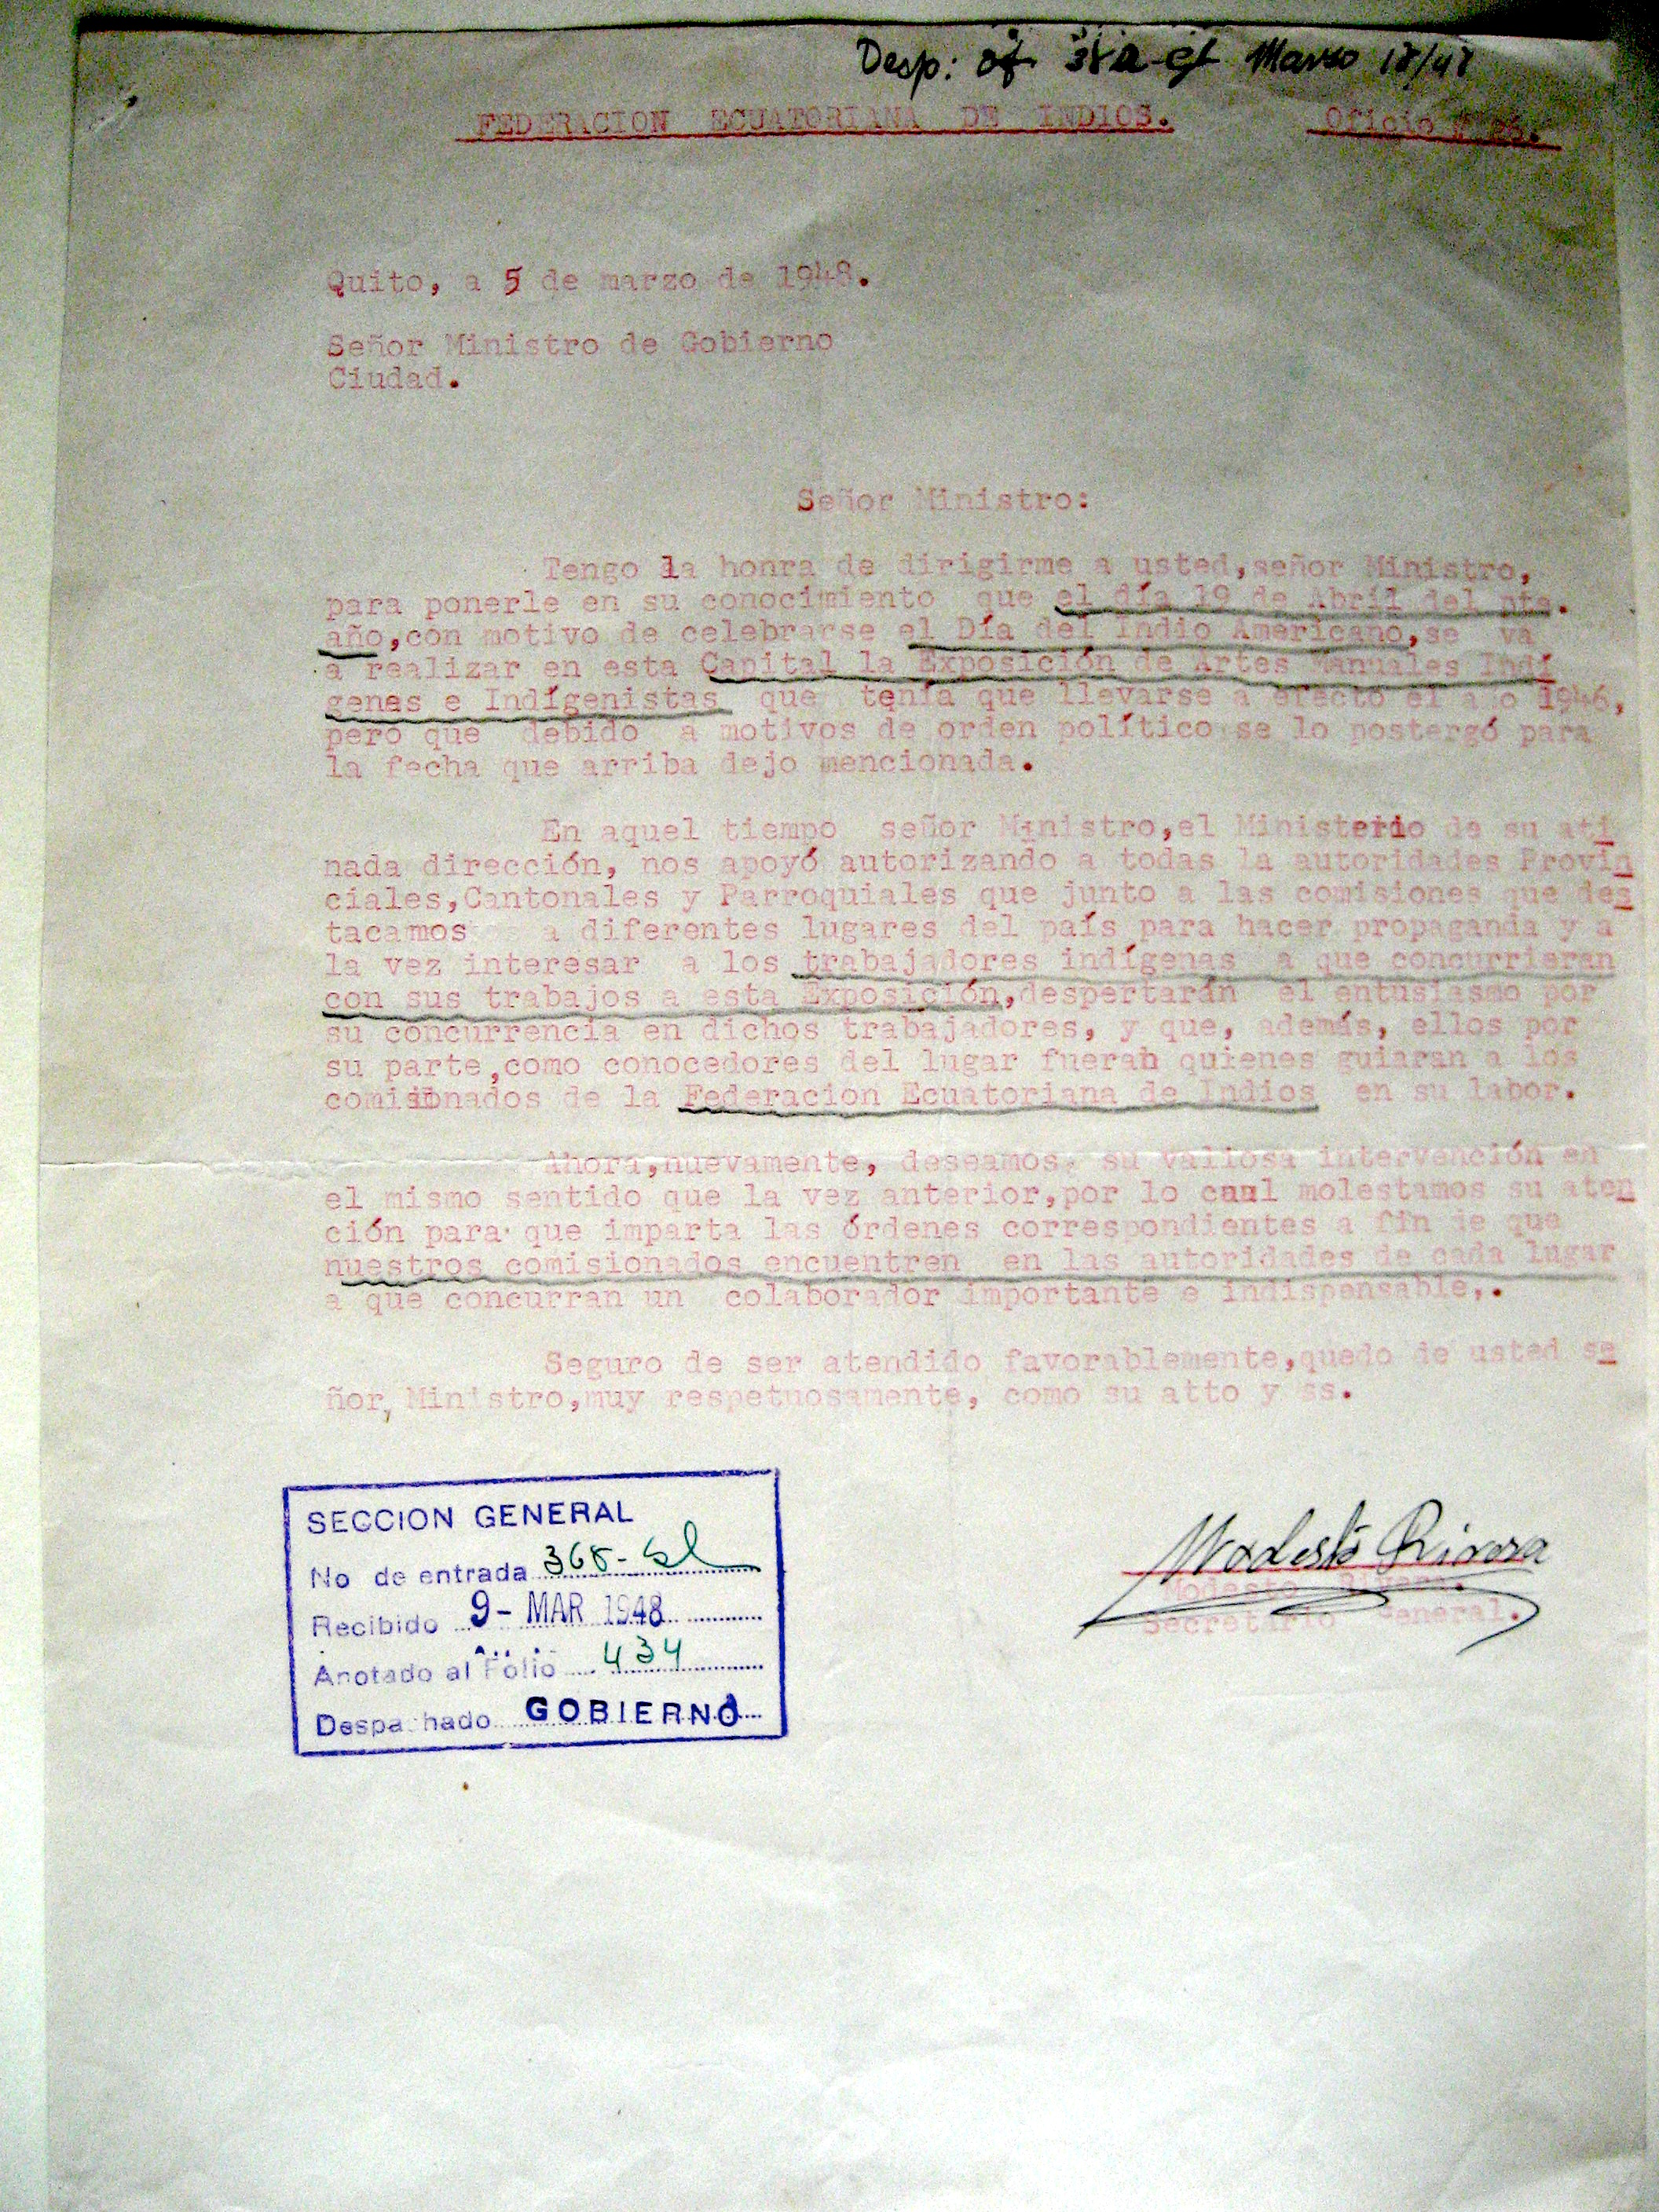 Desp: of Marzo 18/48
FEDERACION ECUATORIANA DE INDIOS. Oficio
Quito, a 5 de marzo de 1948.
Señor Ministro de Gobierno
Ciudad.
Señor Ministro:
Tengo la honra de dirigirme a usted,señor Ministro,
para ponerle en su conocimiento que el día 19 de Abril del pte.
año,con motivo de celebrarse el Día del Indio Americano,se va
a realizar en esta Capital la Exposición de Artes Manuales Indí
genas e Indígenistas que tenía que llevarse a efecto el año 1946,
pero que debido a motivos de orden político se lo postergó para
la fecha que arriba dejo mencionada.
En aquel tiempo señor Ministro,el Ministerio de su ati
nada dirección, nos apoyó autorizando a todas la autoridades Provin
ciales,Cantonales y Parroquiales que junto a las comisiones que des
tacamos a diferentes lugares del país para hacer propaganda y a
la vez interesar a los trabajadores indígenas a que concurrieran
con sus trabajos a esta Exposición,despertarán el entusiasmo por
su concurrencia en dichos trabajadores, y que, además, ellos por
su parte,como conocedores del lugar fueran quienes guiaran a los
comisionados de la Federacion Ecuatoriana de Indios en su labor.
Ahora,nuevamente, deseamos, su valiosa intervención en
el mismo sentido que la vez anterior,por lo cual molestamos su aten
ción para que imparta las órdenes correspondientes a fin de que
nuestros comisionados encuentren en las autoridades de cada lugar
a que concurran un colaborador importante e indispensable,.
Seguro de ser atendido favorablemente,quedo de usted se
ñor, Ministro,muy respetuosamente, como su atto y ss.
SECCION GENERAL
No de entrada 368-
Recibido 9- MAR 1948
Anotado al Folio 434
Despachado GOBIERNO
Modesto Rivera
Modesto Rivera.
Secretario General.